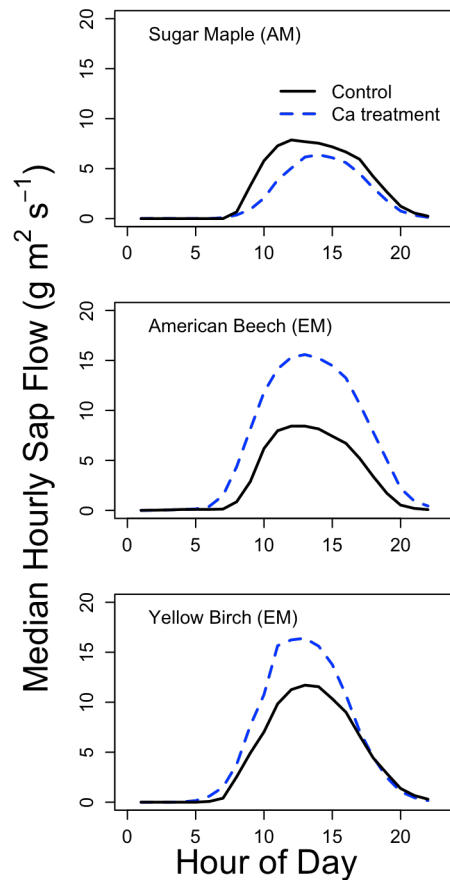 Median Hourly Sap Flow (g m² s⁻¹)
Sugar Maple (AM)
Control
Ca treatment
20
15
10
5
0
0 5 10 15 20
American Beech (EM)
20
15
10
5
0
0 5 10 15 20
Yellow Birch (EM)
20
15
10
5
0
0 5 10 15 20
Hour of Day